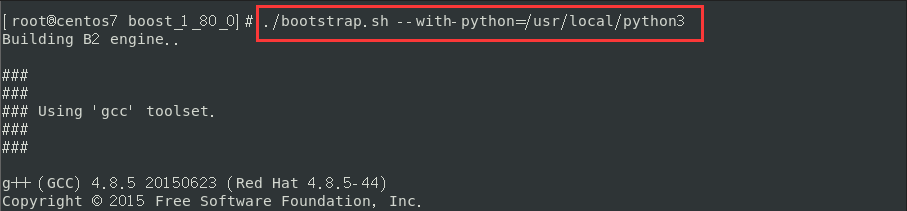 [root@centos7 boost_1_80_0]# ./bootstrap.sh --with-python=/usr/local/python3
Building B2 engine..
###
###
### Using 'gcc' toolset.
###
###
g++ (GCC) 4.8.5 20150623 (Red Hat 4.8.5-44)
Copyright © 2015 Free Software Foundation, Inc.